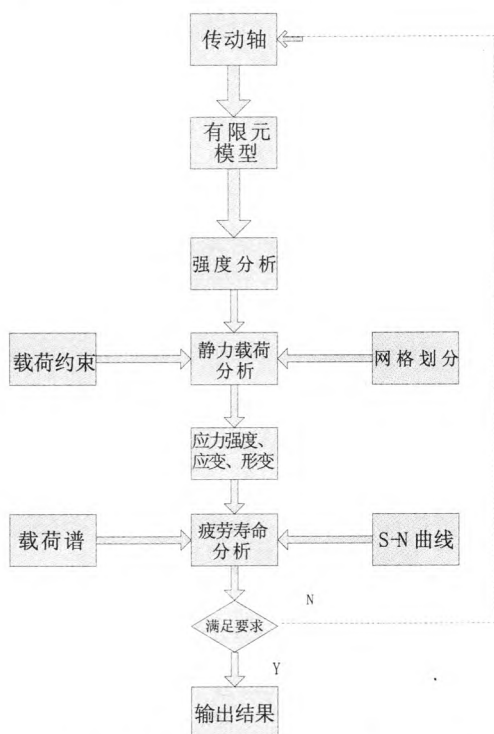 传动轴
有限元
模型
强度分析
载荷约束
静力载荷
分析
网格划分
应力强度、
应变、形变
载荷谱
疲劳寿命
分析
S-N曲线
N
满足要求
Y
输出结果